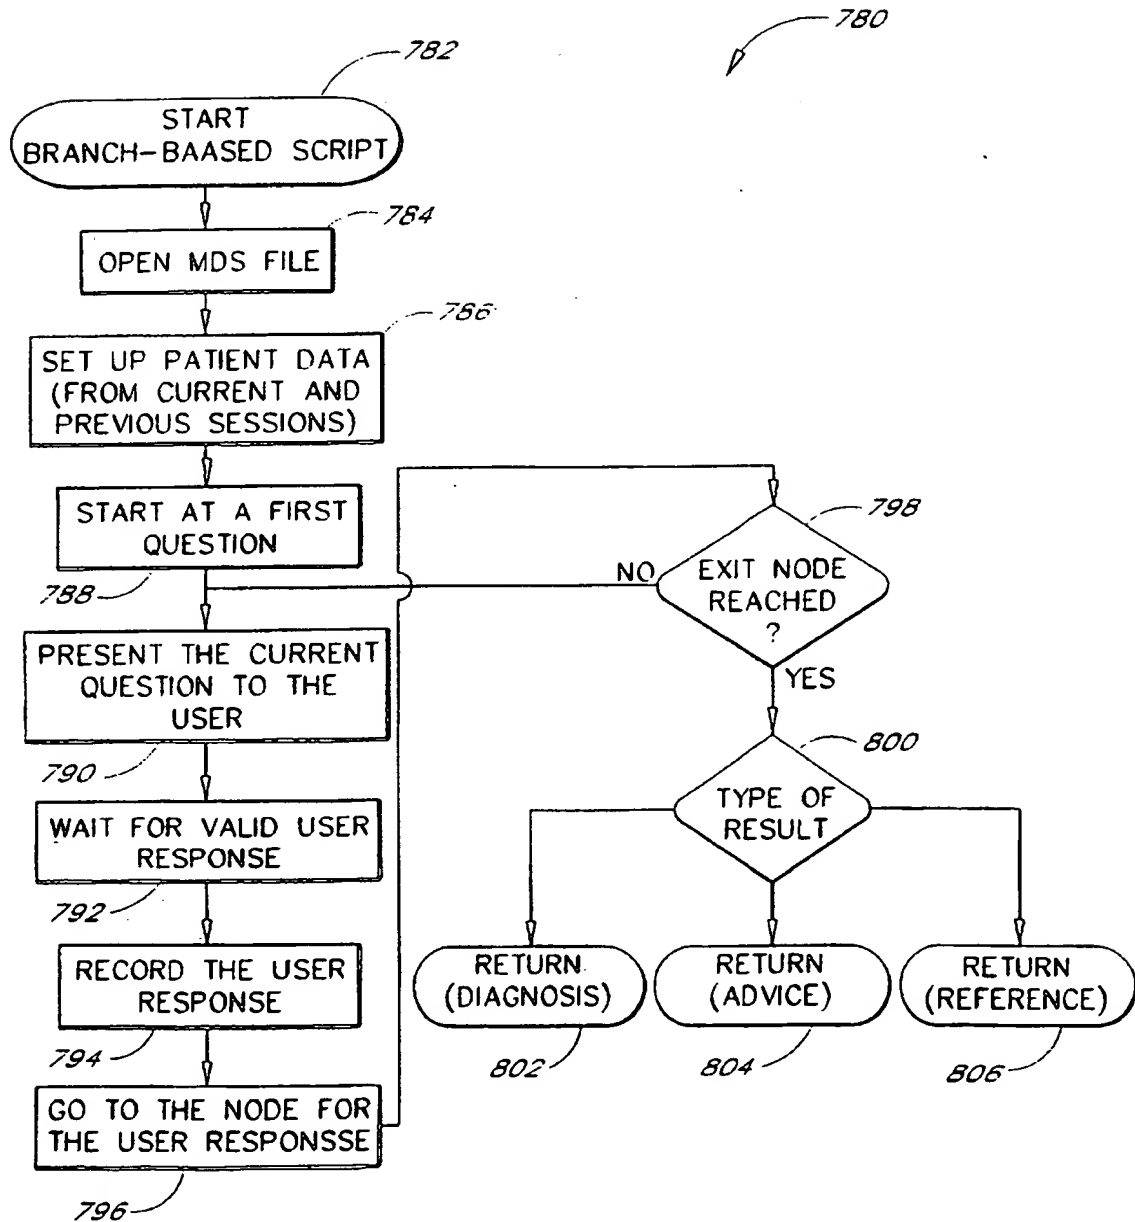 780
782
START
BRANCH-BAASED SCRIPT
784
OPEN MDS FILE
786
SET UP PATIENT DATA
(FROM CURRENT AND
PREVIOUS SESSIONS)
START AT A FIRST
QUESTION
788
PRESENT THE CURRENT
QUESTION TO THE
USER
790
WAIT FOR VALID USER
RESPONSE
792
RECORD THE USER
RESPONSE
794
GO TO THE NODE FOR
THE USER RESPONSSE
796
798
NO
EXIT NODE
REACHED
?
YES
800
TYPE OF
RESULT
RETURN
(DIAGNOSIS)
802
RETURN
(ADVICE)
804
RETURN
(REFERENCE)
806